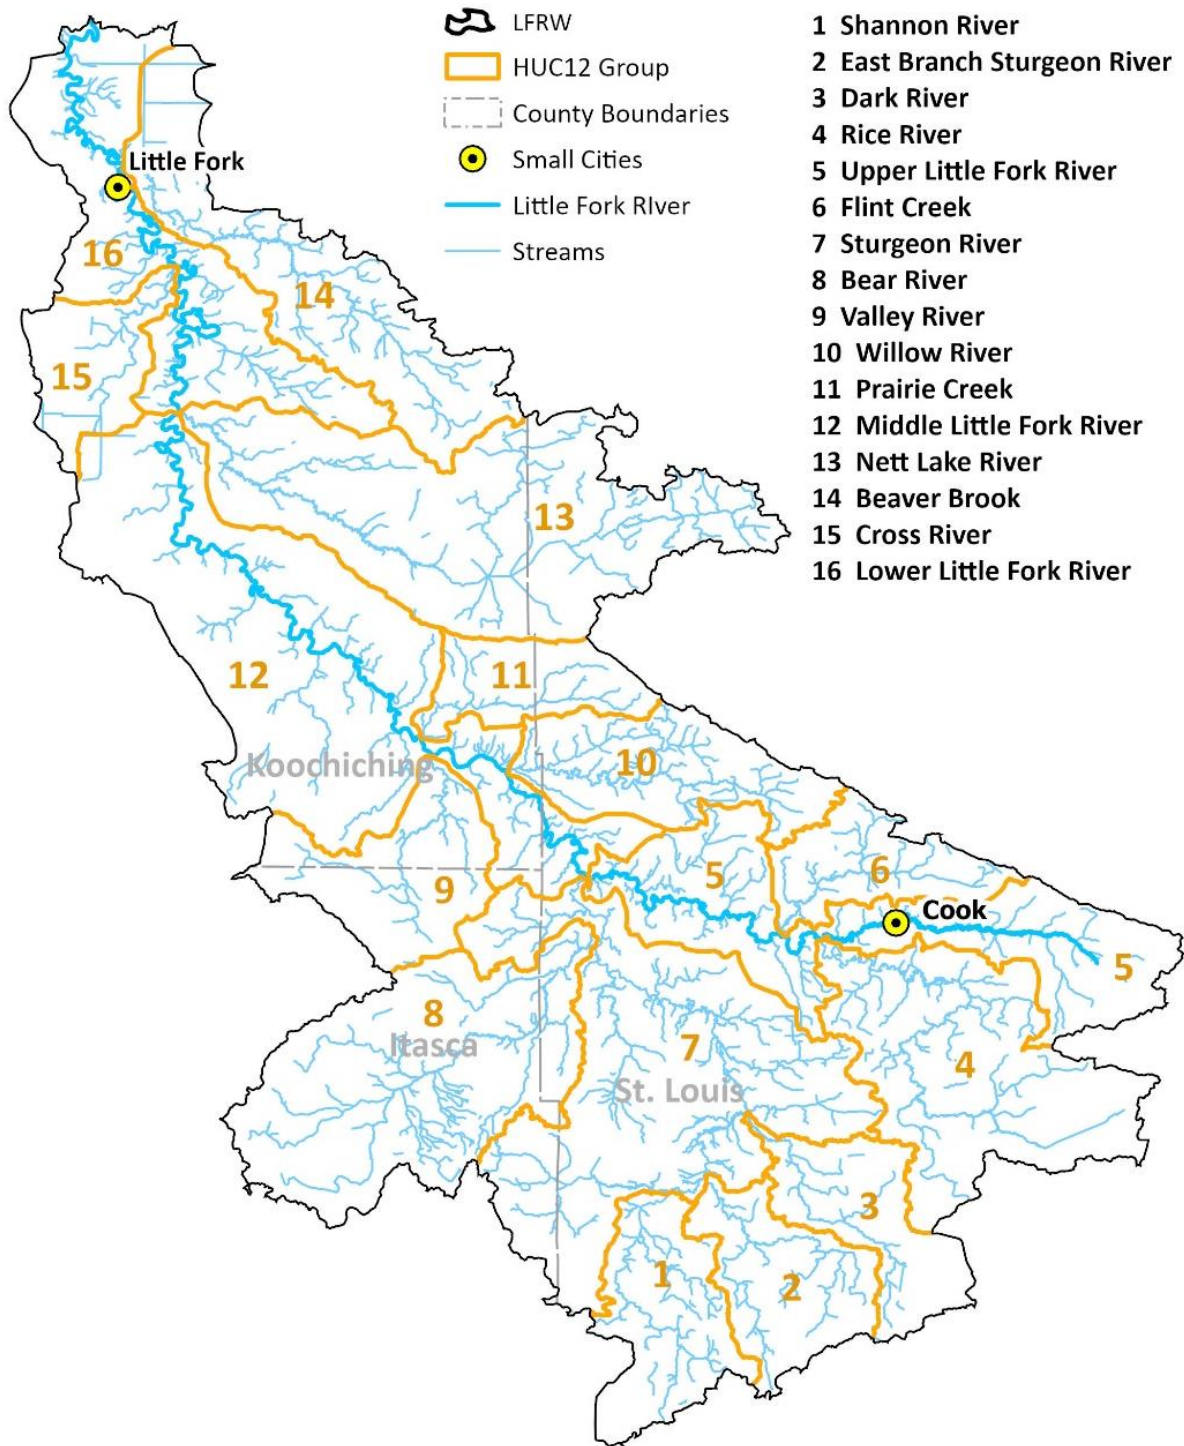 LFRW
HUC12 Group
County Boundaries
Small Cities
Little Fork RIver
Streams
1 Shannon River
2 East Branch Sturgeon River
3 Dark River
4 Rice River
5 Upper Little Fork River
6 Flint Creek
7 Sturgeon River
8 Bear River
9 Valley River
10 Willow River
11 Prairie Creek
12 Middle Little Fork River
13 Nett Lake River
14 Beaver Brook
15 Cross River
16 Lower Little Fork River
Little Fork
16
14
15
13
12
11
Koochiching
10
5
6
9
Cook
5
8
Itasca
7
4
St. Louis
3
1
2